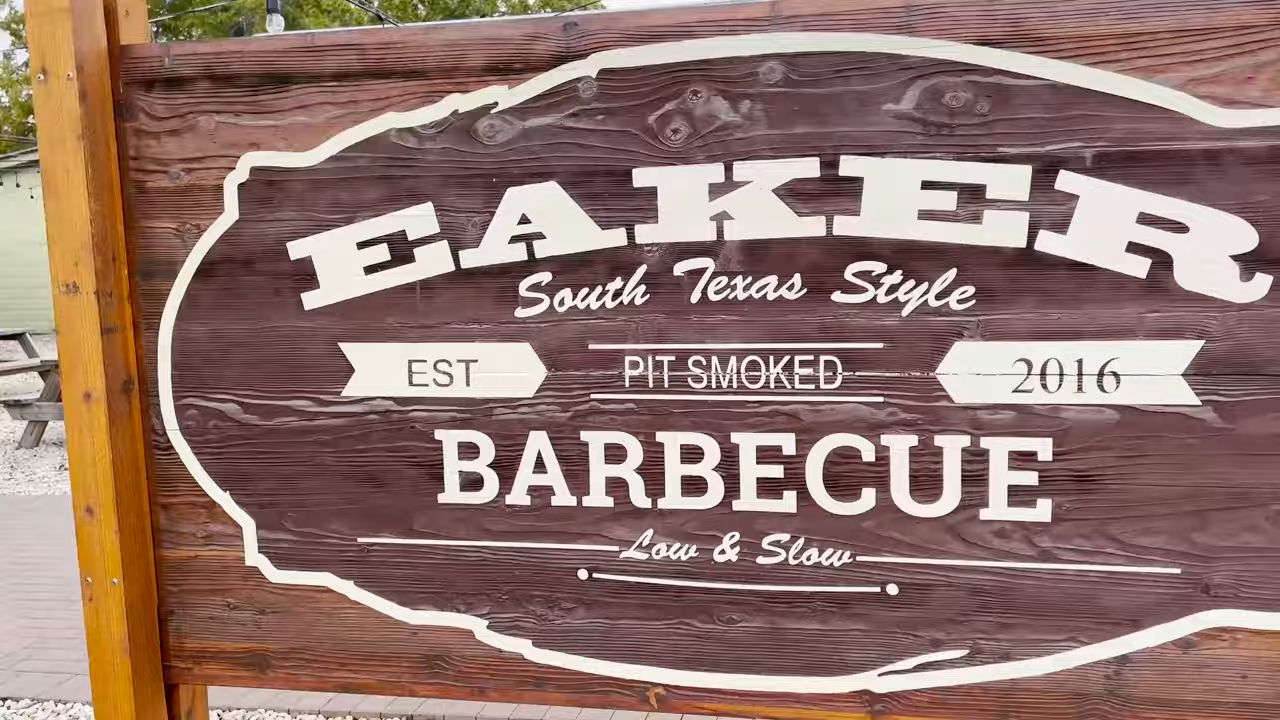 EAKER
South Texas Style
EST PIT SMOKED 2016
BARBECUE
Low & Slow